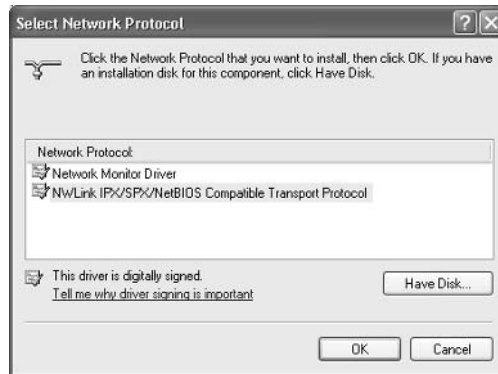 Select Network Protocol
Click the Network Protocol that you want to install, then click OK. If you have
an installation disk for this component, click Have Disk.
Network Protocol:
Network Monitor Driver
NWLink IPX/SPX/NetBIOS Compatible Transport Protocol
This driver is digitally signed.
Tell me why driver signing is important
Have Disk...
OK
Cancel